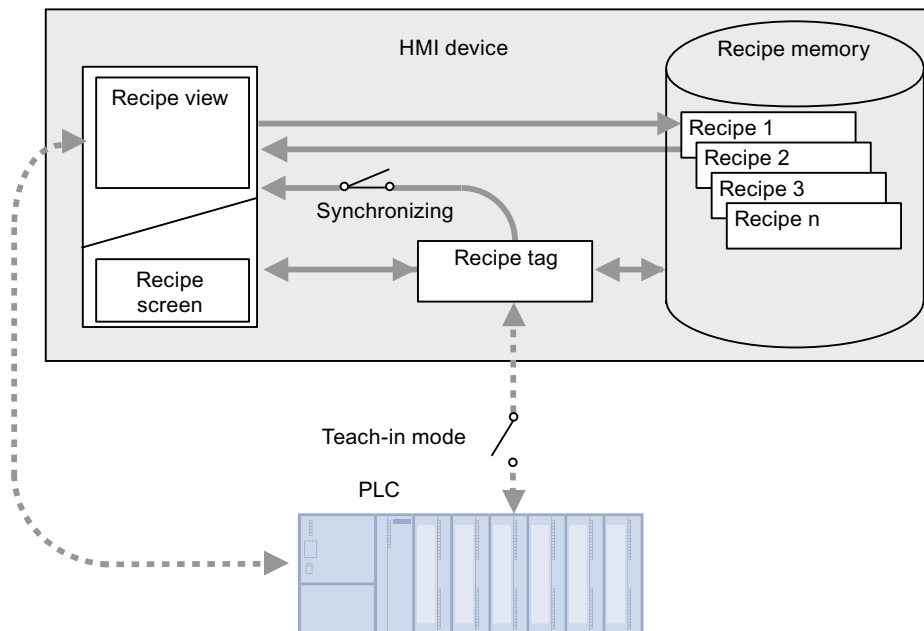 HMI device
Recipe memory
Recipe view
Recipe 1
Recipe 2
Recipe 3
Recipe n
Synchronizing
Recipe tag
Recipe
screen
Teach-in mode
PLC